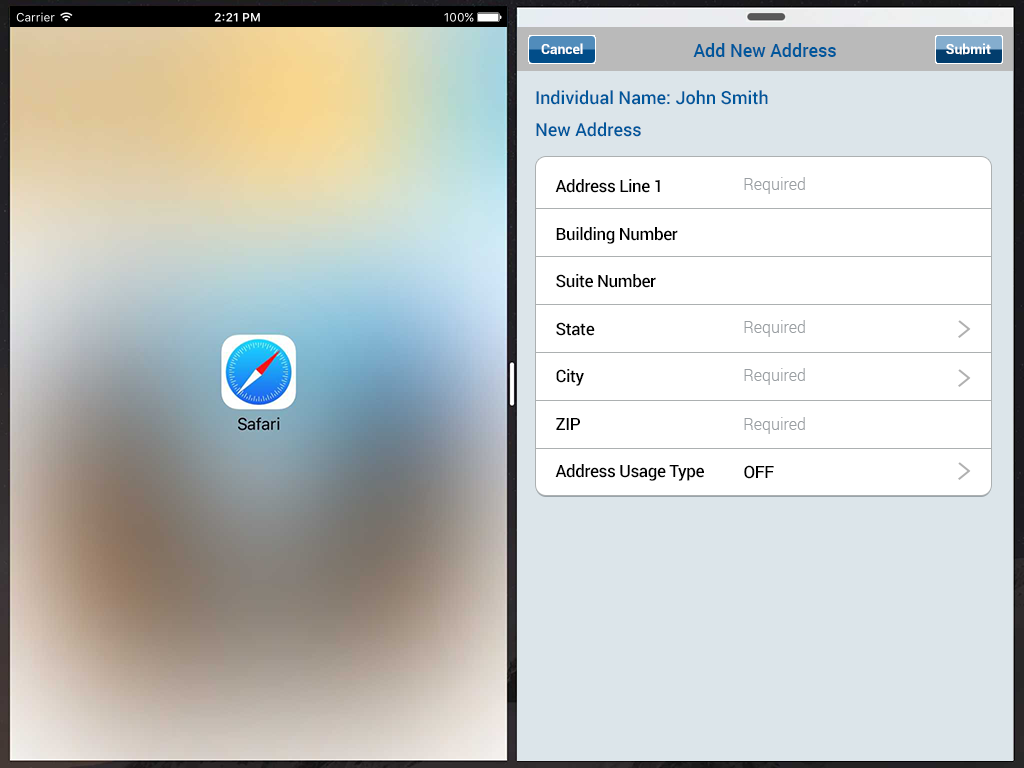 Carrier 2:21 PM 100%
Safari
Cancel Add New Address Submit
Individual Name: John Smith
New Address
Address Line 1 Required
Building Number
Suite Number
State Required
City Required
ZIP Required
Address Usage Type OFF